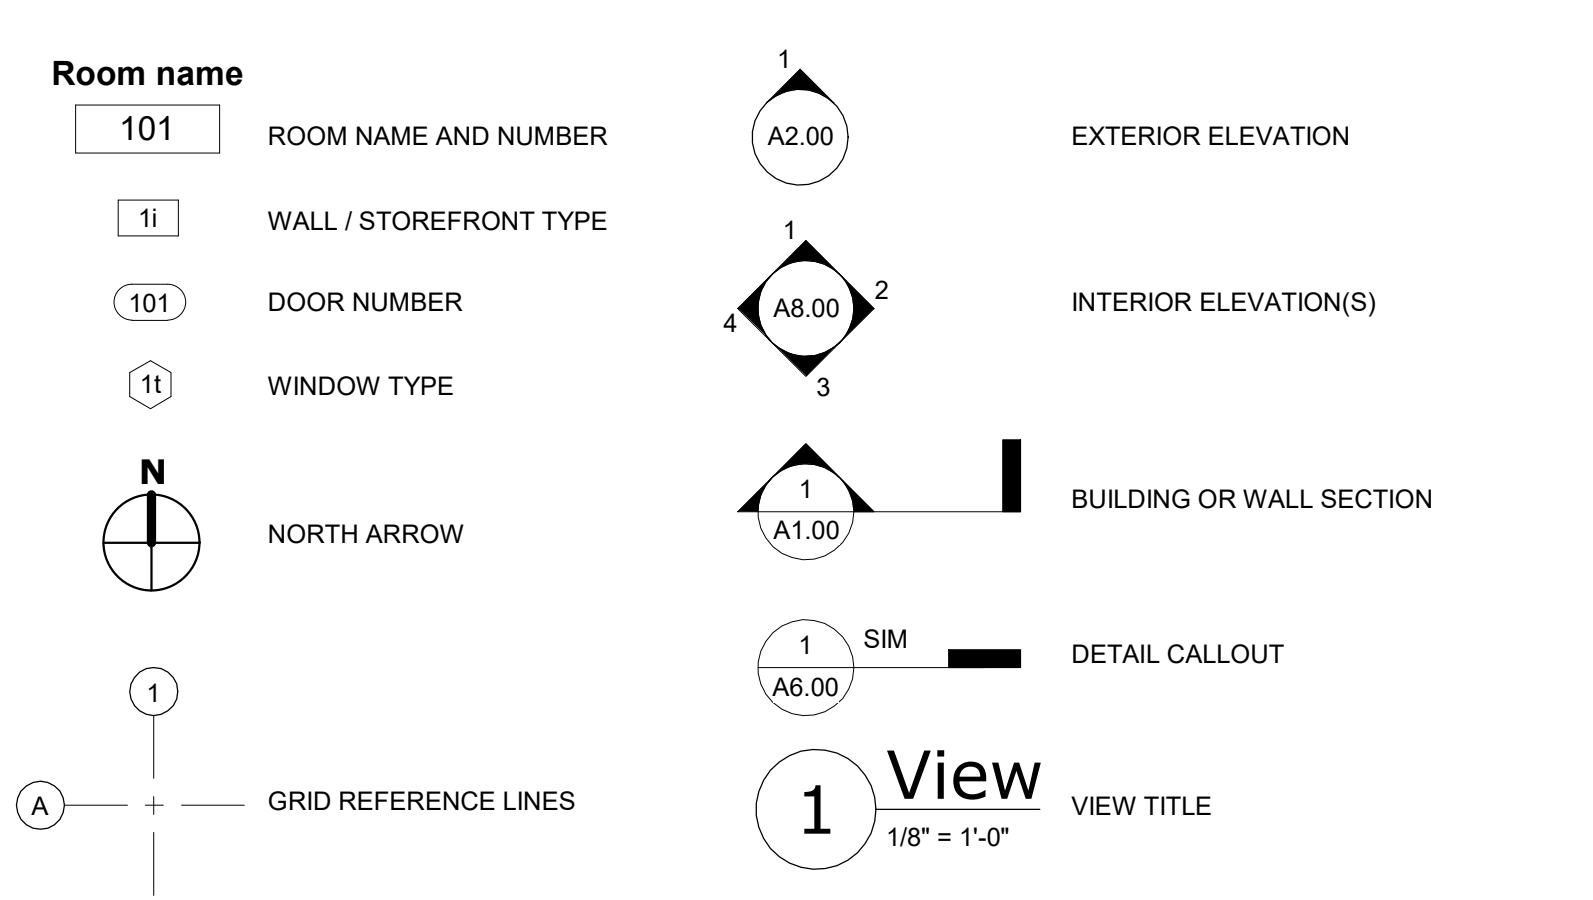 Room name
101
ROOM NAME AND NUMBER
1i
WALL / STOREFRONT TYPE
101
DOOR NUMBER
1t
WINDOW TYPE
N
NORTH ARROW
1
A
GRID REFERENCE LINES
1
A2.00
EXTERIOR ELEVATION
1
2
A8.00
4
3
INTERIOR ELEVATION(S)
1
A1.00
BUILDING OR WALL SECTION
1
SIM
A6.00
DETAIL CALLOUT
1
View
1/8" = 1'-0"
VIEW TITLE